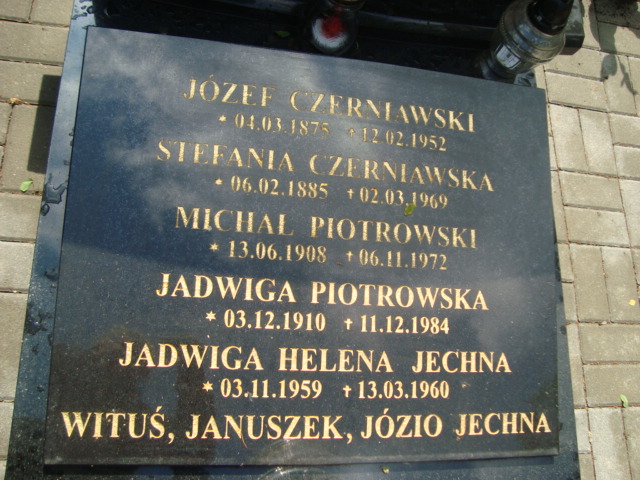 JÓZEF CZERNIAWSKI
* 04.03.1875 ✝ 12.02.1952
STEFANIA CZERNIAWSKA
* 06.02.1885 ✝ 02.03.1969
MICHAŁ PIOTROWSKI
* 13.06.1908 ✝ 06.11.1972
JADWIGA PIOTROWSKA
* 03.12.1910 ✝ 11.12.1984
JADWIGA HELENA JECHNA
* 03.11.1959 ✝ 13.03.1960
WITUŚ, JANUSZEK, JÓZIO JECHNA